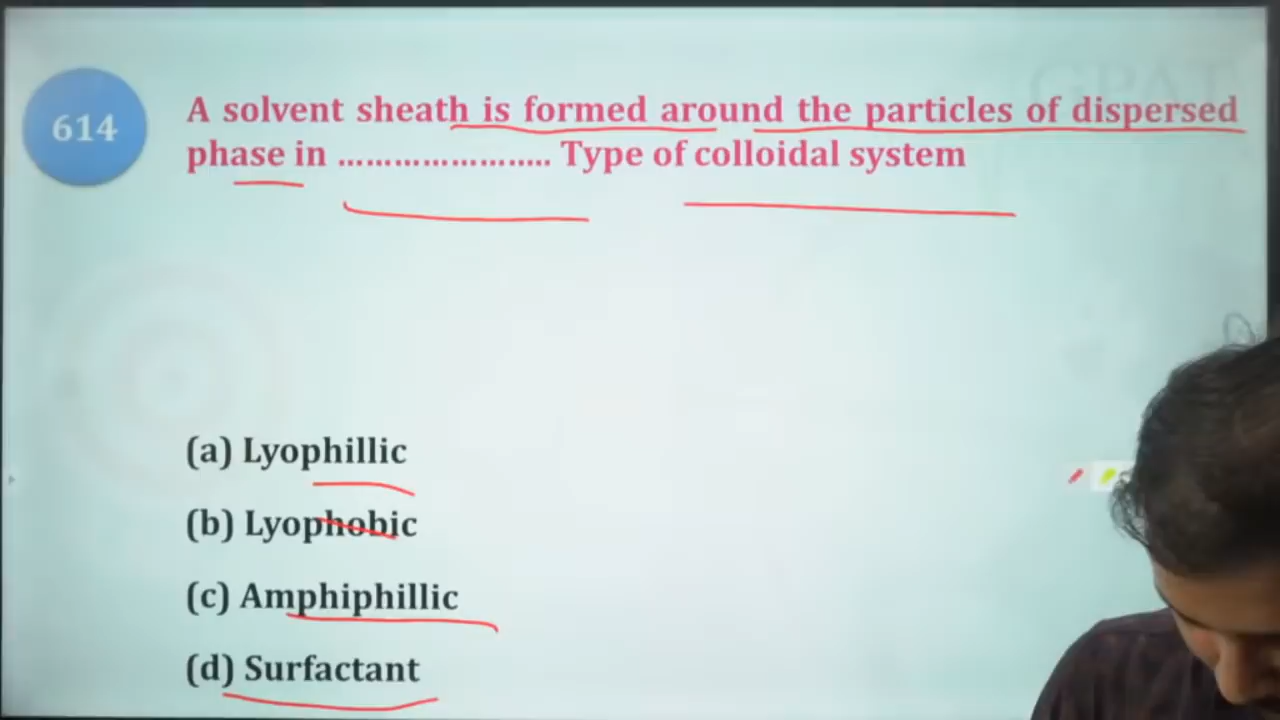 614
A solvent sheath is formed around the particles of dispersed
phase in ....................... Type of colloidal system
GPAT
(a) Lyophillic
(b) Lyophobic
(c) Amphiphillic
(d) Surfactant